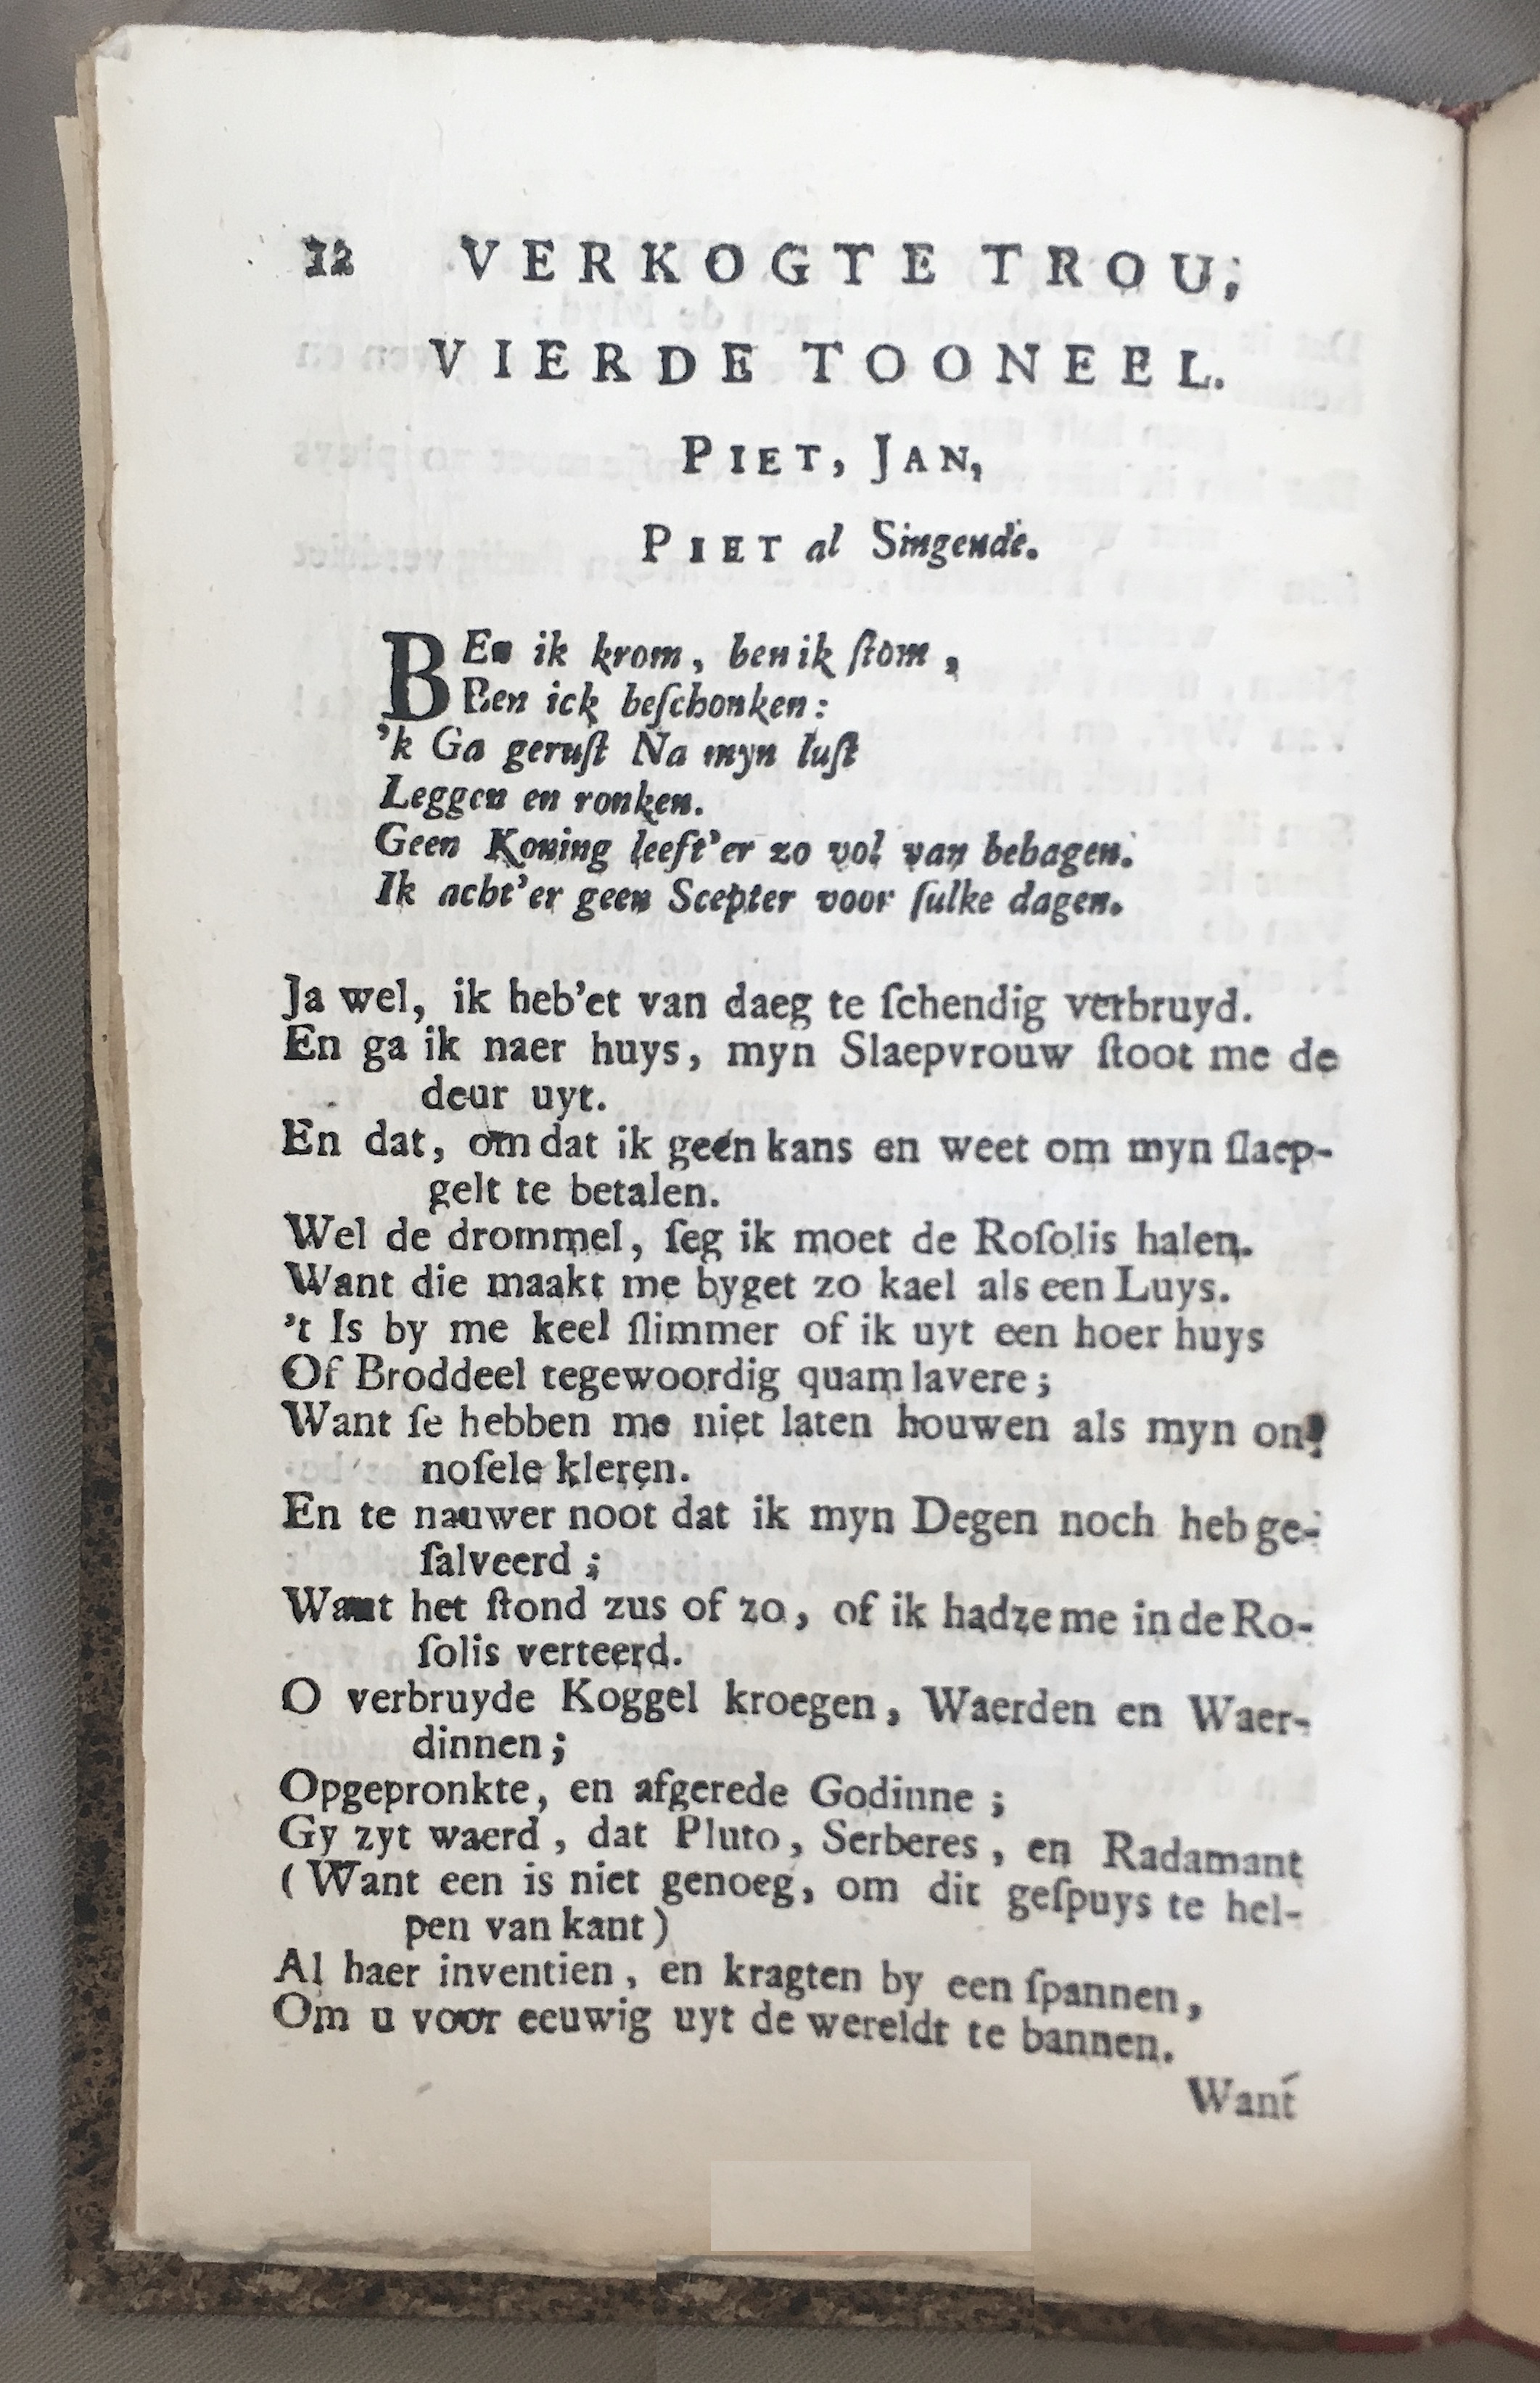 12 VERKOGTE TROU,
VIERDE TOONEEL.
PIET, JAN,
PIET al Singende.
BEn ik krom, ben ik ſtom,
Ben ick beſchonken:
'k Ga geruſt Na myn luſt
Leggen en ronken.
Geen Koning leeft'er zo vol van behagen.
Ik acht'er geen Scepter voor ſulke dagen.
Ja wel, ik heb'et van daeg te ſchendig verbruyd.
En ga ik naer huys, myn Slaepvrouw ſtoot me de
deur uyt.
En dat, om dat ik geen kans en weet om myn ſlaep-
gelt te betalen.
Wel de drommel, ſeg ik moet de Roſolis halen.
Want die maakt me byget zo kael als een Luys.
't Is by me keel ſlimmer of ik uyt een hoer huys
Of Broddeel tegewoordig quam lavere;
Want ſe hebben me niet laten houwen als myn on-
noſele kleren.
En te nauwer noot dat ik myn Degen noch heb ge-
ſalveerd;
Want het ſtond zus of zo, of ik hadze me in de Ro-
ſolis verteerd.
O verbruyde Koggel kroegen, Waerden en Waer-
dinnen;
Opgepronkte, en afgerede Godinne;
Gy zyt waerd, dat Pluto, Serberes, en Radamant
(Want een is niet genoeg, om dit geſpuys te hel-
pen van kant)
Al haer inventien, en kragten by een ſpannen,
Om u voor eeuwig uyt de wereldt te bannen.
Want